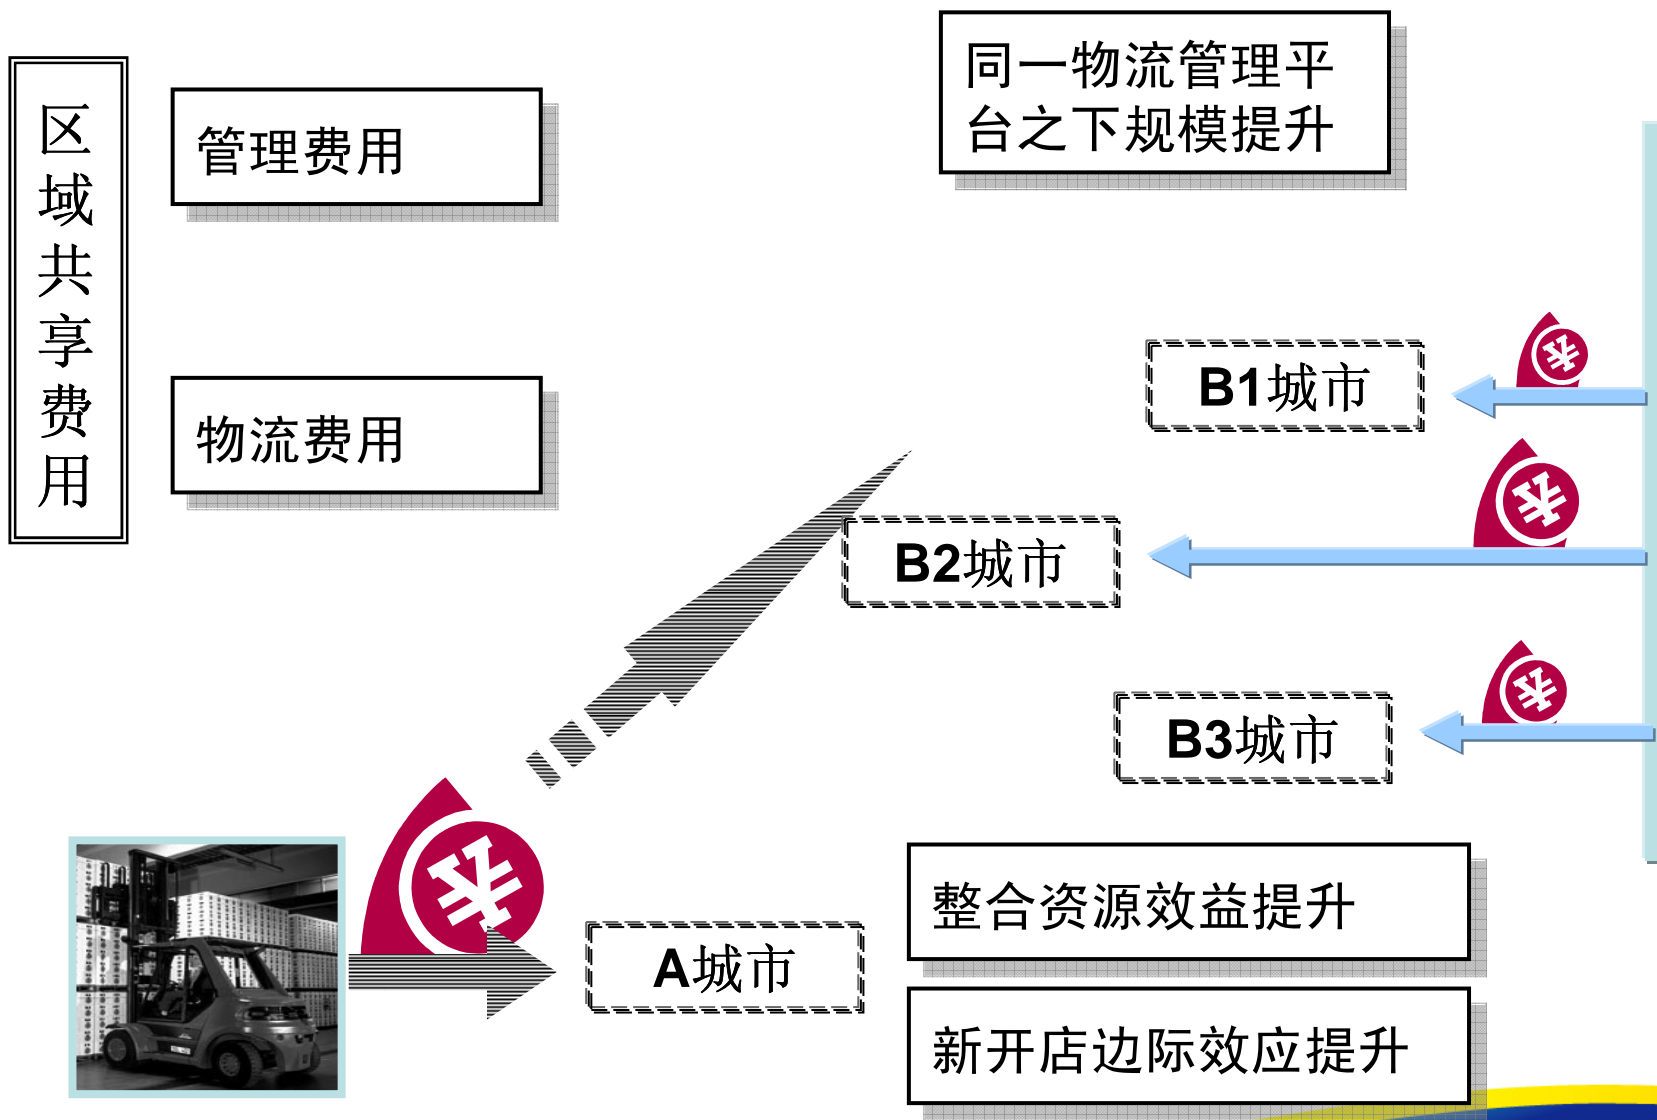 区域共享费用
管理费用
物流费用
同一物流管理平
台之下规模提升
B1城市
B2城市
B3城市
A城市
整合资源效益提升
新开店边际效应提升